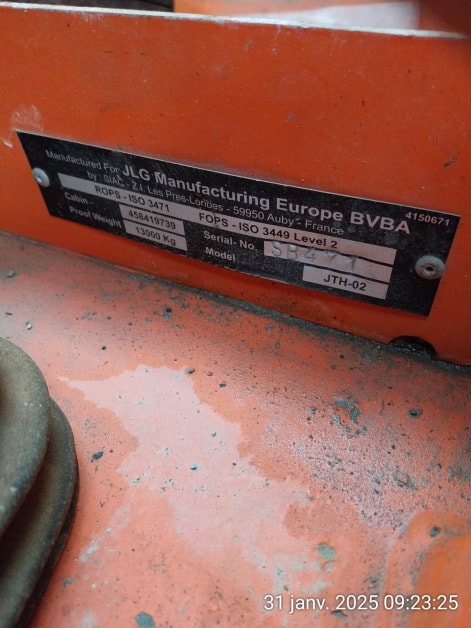 Manufactured For JLG Manufacturing Europe BVBA
by SIAC - Z.I. Les Pres-Loribes - 59950 Auby - France
4150671
ROPS - ISO 3471 FOPS - ISO 3449 Level 2
Cabin 458419739 Serial- No. SB471
Proof Weight 13000 Kg Model JTH-02
31 janv. 2025 09:23:25